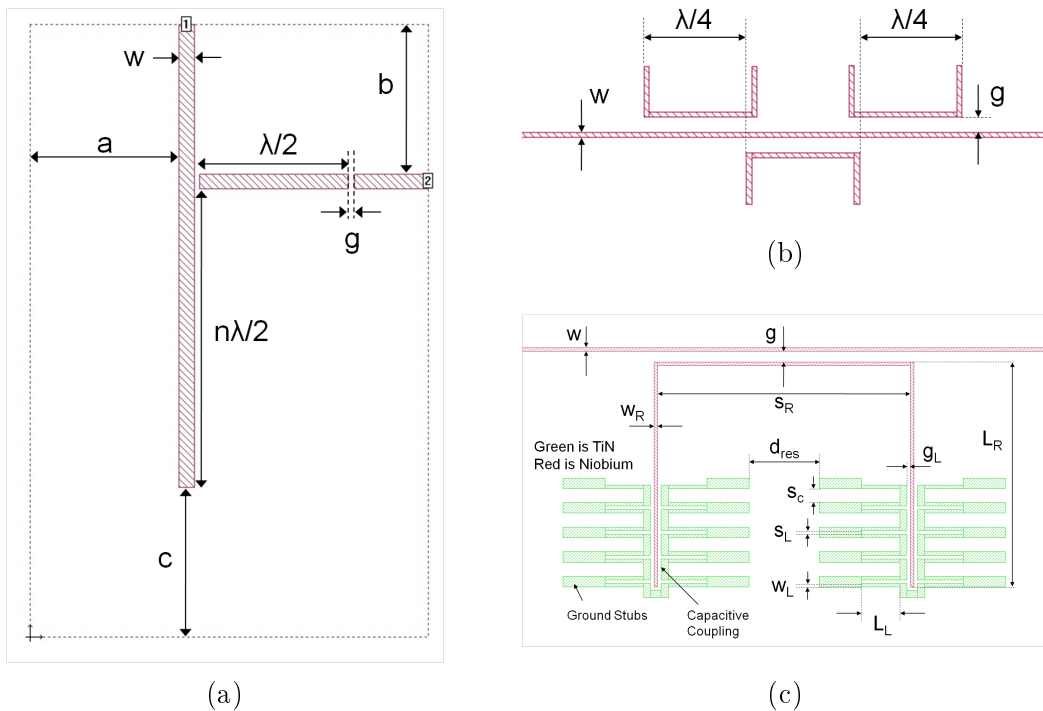 1
w
b
a
λ/2
2
g
nλ/2
c
(a)
λ/4
λ/4
w
g
(b)
w
g
s_R
w_R
Green is TiN
Red is Niobium
d_res
g_L
L_R
s_c
s_L
w_L
Ground Stubs
Capacitive
Coupling
L_L
(c)